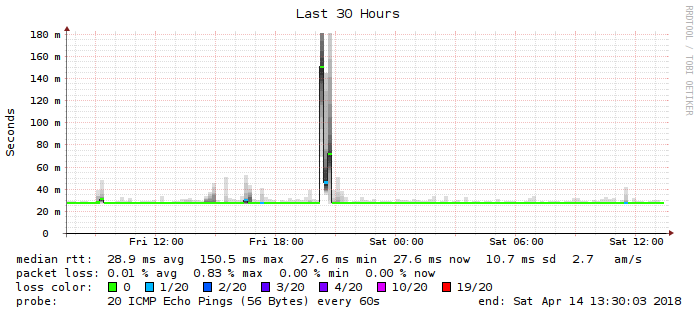 Last 30 Hours
RRDTOOL / TOBI OETIKER
Seconds
180 m
160 m
140 m
120 m
100 m
80 m
60 m
40 m
20 m
0
Fri 12:00 Fri 18:00 Sat 00:00 Sat 06:00 Sat 12:00
median rtt: 28.9 ms avg 150.5 ms max 27.6 ms min 27.6 ms now 10.7 ms sd 2.7 am/s
packet loss: 0.01 % avg 0.83 % max 0.00 % min 0.00 % now
loss color: 0 1/20 2/20 3/20 4/20 10/20 19/20
probe: 20 ICMP Echo Pings (56 Bytes) every 60s end: Sat Apr 14 13:30:03 2018